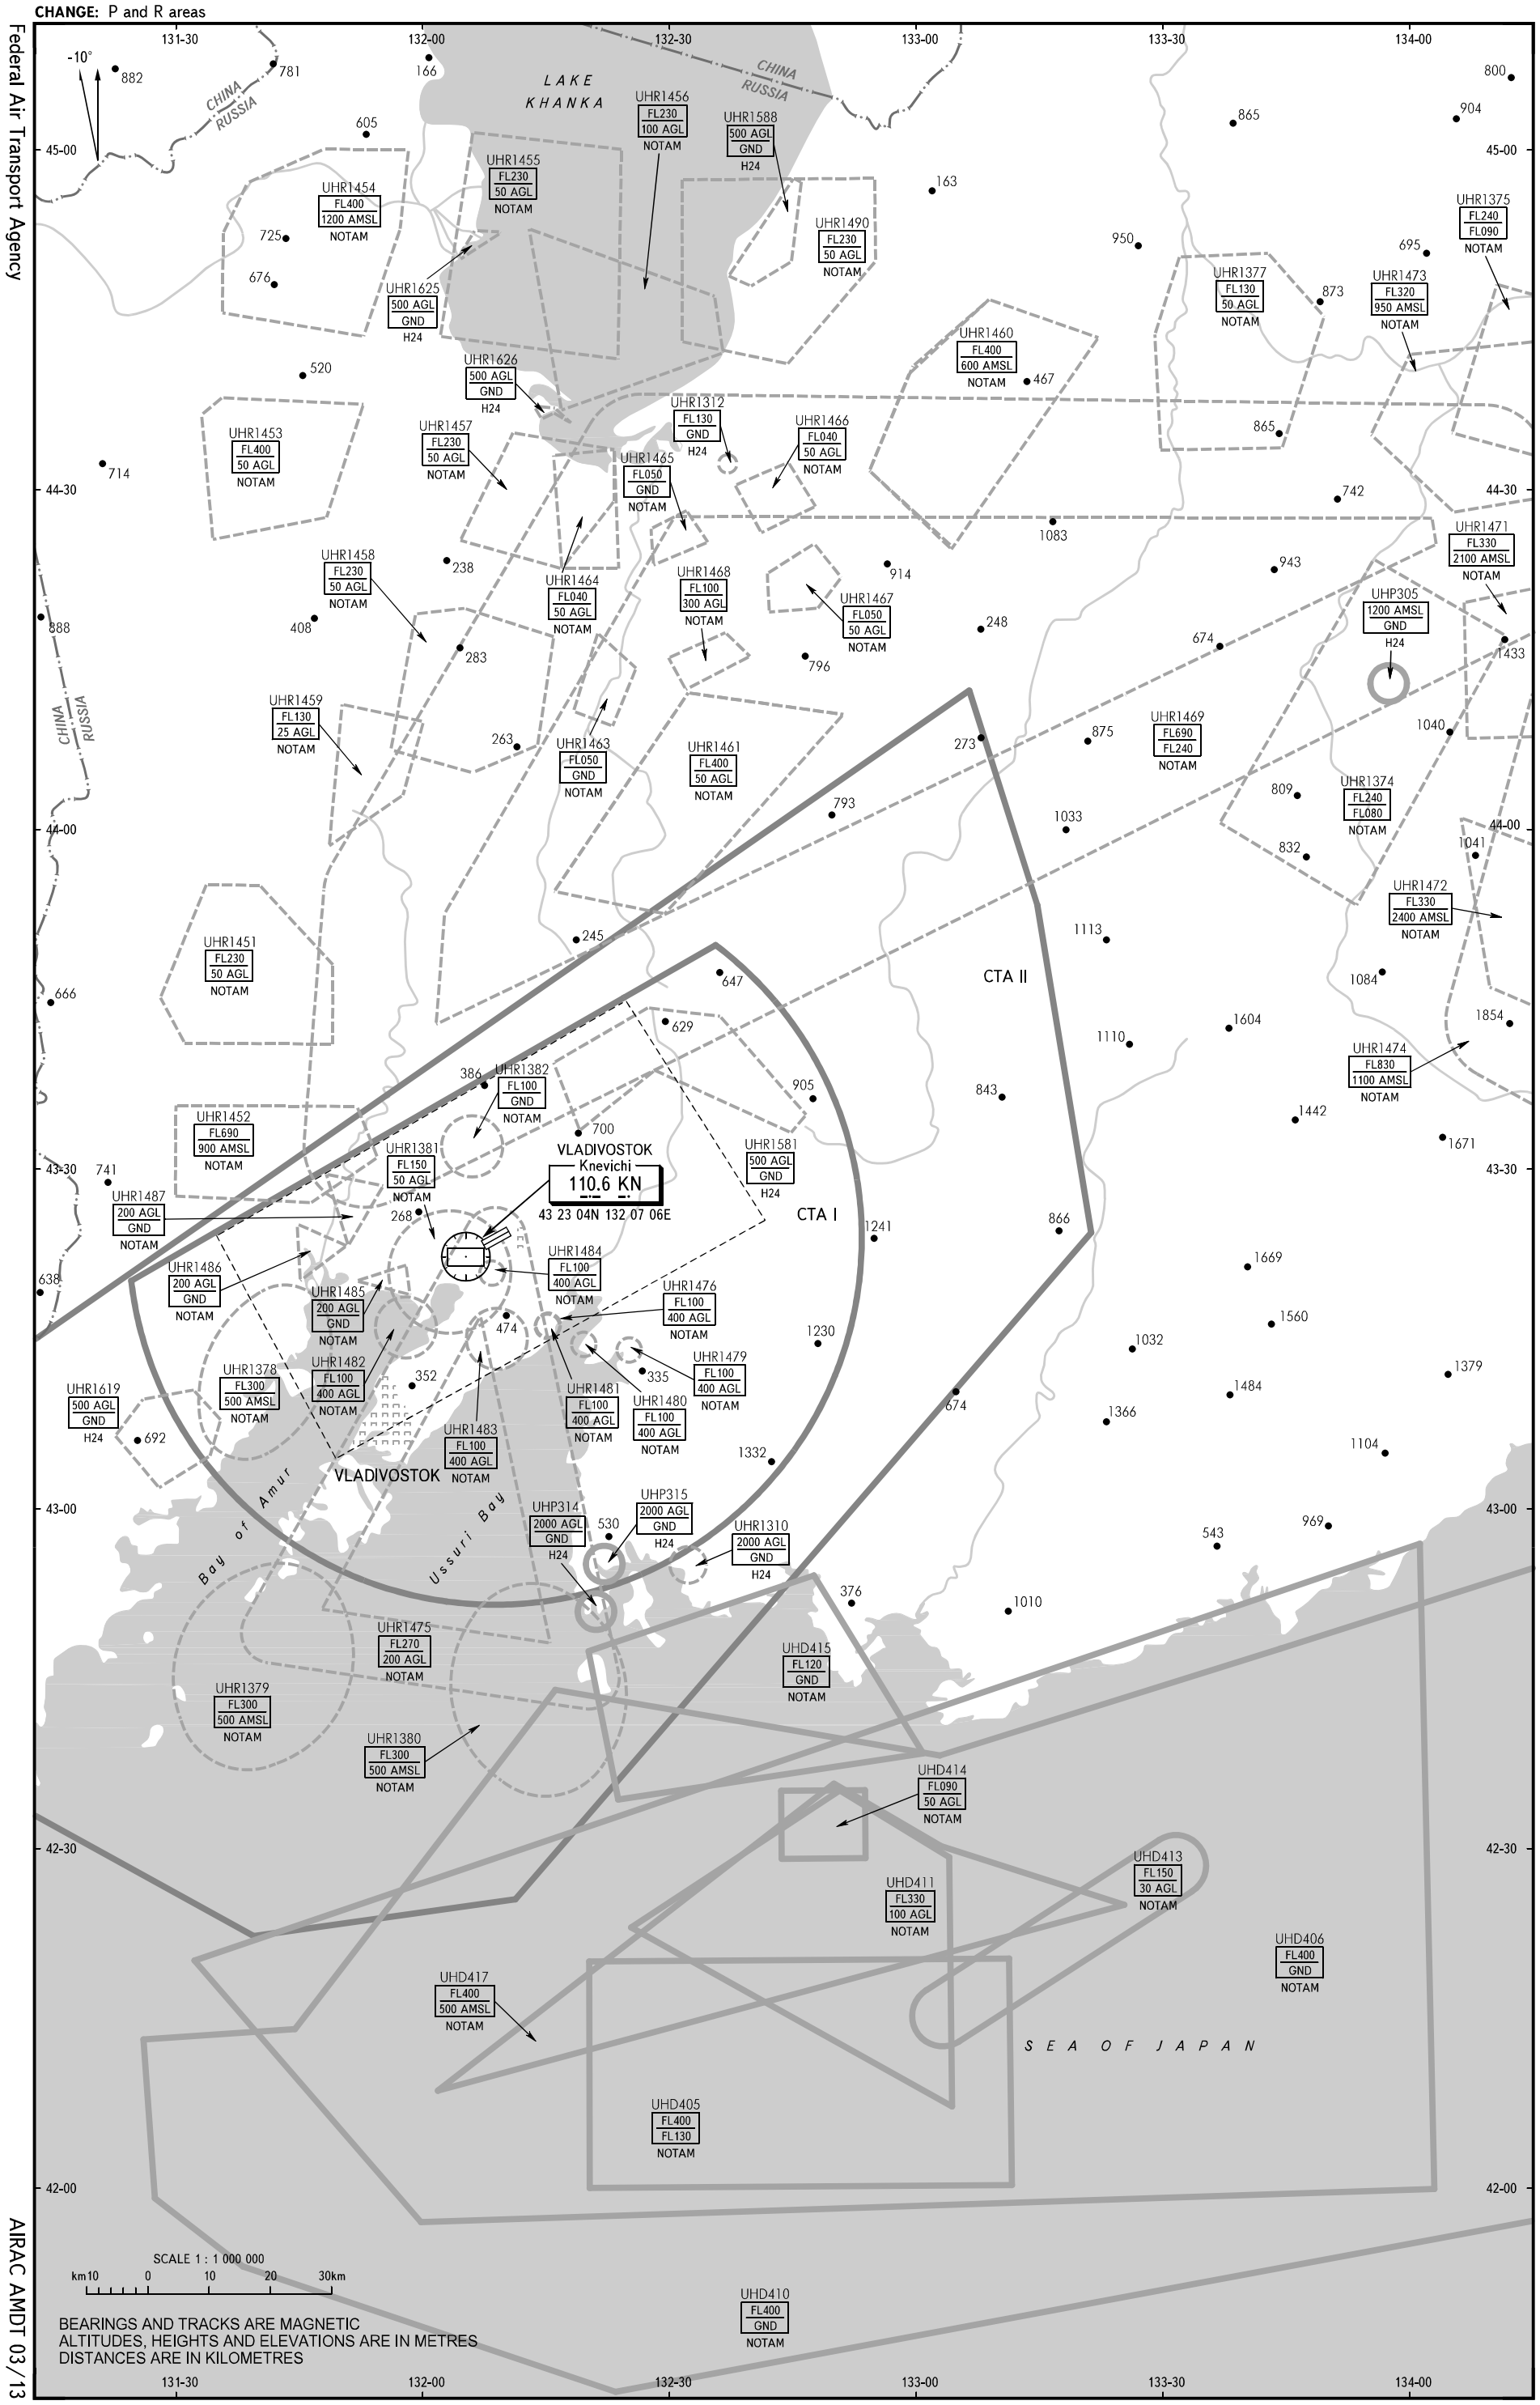 CHANGE: P and R areas
Federal Air Transport Agency
131-30
132-00
132-30
133-00
133-30
134-00
-10°
882
781
166
CHINA
RUSSIA
LAKE
KHANKA
CHINA
RUSSIA
800
904
865
605
UHR1456
FL230
100 AGL
NOTAM
UHR1588
500 AGL
GND
H24
45-00
45-00
UHR1455
FL230
50 AGL
NOTAM
UHR1454
FL400
1200 AMSL
NOTAM
163
UHR1375
FL240
FL090
NOTAM
725
676
UHR1490
FL230
50 AGL
NOTAM
950
695
UHR1377
FL130
50 AGL
NOTAM
873
UHR1473
FL320
950 AMSL
NOTAM
UHR1625
500 AGL
GND
H24
520
UHR1626
500 AGL
GND
H24
UHR1460
FL400
600 AMSL
NOTAM
467
UHR1312
FL130
GND
H24
UHR1466
FL040
50 AGL
NOTAM
865
UHR1453
FL400
50 AGL
NOTAM
UHR1457
FL230
50 AGL
NOTAM
UHR1465
FL050
GND
NOTAM
714
44-30
44-30
742
1083
UHR1471
FL330
2100 AMSL
NOTAM
UHR1458
FL230
50 AGL
NOTAM
238
UHR1464
FL040
50 AGL
NOTAM
UHR1468
FL100
300 AGL
NOTAM
914
943
UHR1467
FL050
50 AGL
NOTAM
UHP305
1200 AMSL
GND
H24
888
408
283
248
674
1433
796
CHINA
RUSSIA
UHR1459
FL130
25 AGL
NOTAM
263
UHR1463
FL050
GND
NOTAM
UHR1461
FL400
50 AGL
NOTAM
273
875
UHR1469
FL690
FL240
NOTAM
1040
809
UHR1374
FL240
FL080
NOTAM
793
1033
44-00
44-00
832
1041
UHR1472
FL330
2400 AMSL
NOTAM
UHR1451
FL230
50 AGL
NOTAM
245
1113
647
CTA II
1084
666
629
1604
1854
1110
UHR1474
FL830
1100 AMSL
NOTAM
386
UHR1382
FL100
GND
NOTAM
905
843
UHR1452
FL690
900 AMSL
NOTAM
700
1442
1671
UHR1381
FL150
50 AGL
NOTAM
VLADIVOSTOK
Knevichi
110.6 KN
43 23 04N 132 07 06E
UHR1581
500 AGL
GND
H24
43-30
741
UHR1487
200 AGL
GND
NOTAM
268
CTA I
1241
866
UHR1486
200 AGL
GND
NOTAM
UHR1484
FL100
400 AGL
NOTAM
1669
638
UHR1485
200 AGL
GND
NOTAM
474
UHR1476
FL100
400 AGL
NOTAM
1560
1230
1032
UHR1378
FL300
500 AMSL
NOTAM
UHR1482
FL100
400 AGL
NOTAM
352
335
UHR1479
FL100
400 AGL
NOTAM
1379
UHR1619
500 AGL
GND
H24
692
UHR1481
FL100
400 AGL
NOTAM
UHR1480
FL100
400 AGL
NOTAM
674
1366
1484
UHR1483
FL100
400 AGL
NOTAM
1332
1104
VLADIVOSTOK
Bay of Amur
Ussuri Bay
43-00
43-00
UHP314
2000 AGL
GND
H24
530
UHP315
2000 AGL
GND
H24
UHR1310
2000 AGL
GND
H24
969
543
376
1010
UHR1475
FL270
200 AGL
NOTAM
UHD415
FL120
GND
NOTAM
UHR1379
FL300
500 AMSL
NOTAM
UHR1380
FL300
500 AMSL
NOTAM
UHD414
FL090
50 AGL
NOTAM
42-30
42-30
UHD413
FL150
30 AGL
NOTAM
UHD411
FL330
100 AGL
NOTAM
UHD406
FL400
GND
NOTAM
UHD417
FL400
500 AMSL
NOTAM
SEA OF JAPAN
UHD405
FL400
FL130
NOTAM
42-00
42-00
SCALE 1 : 1 000 000
km10 0 10 20 30km
UHD410
FL400
GND
NOTAM
BEARINGS AND TRACKS ARE MAGNETIC
ALTITUDES, HEIGHTS AND ELEVATIONS ARE IN METRES
DISTANCES ARE IN KILOMETRES
131-30
132-00
132-30
133-00
133-30
134-00
43-30
AIRAC AMDT 03/13